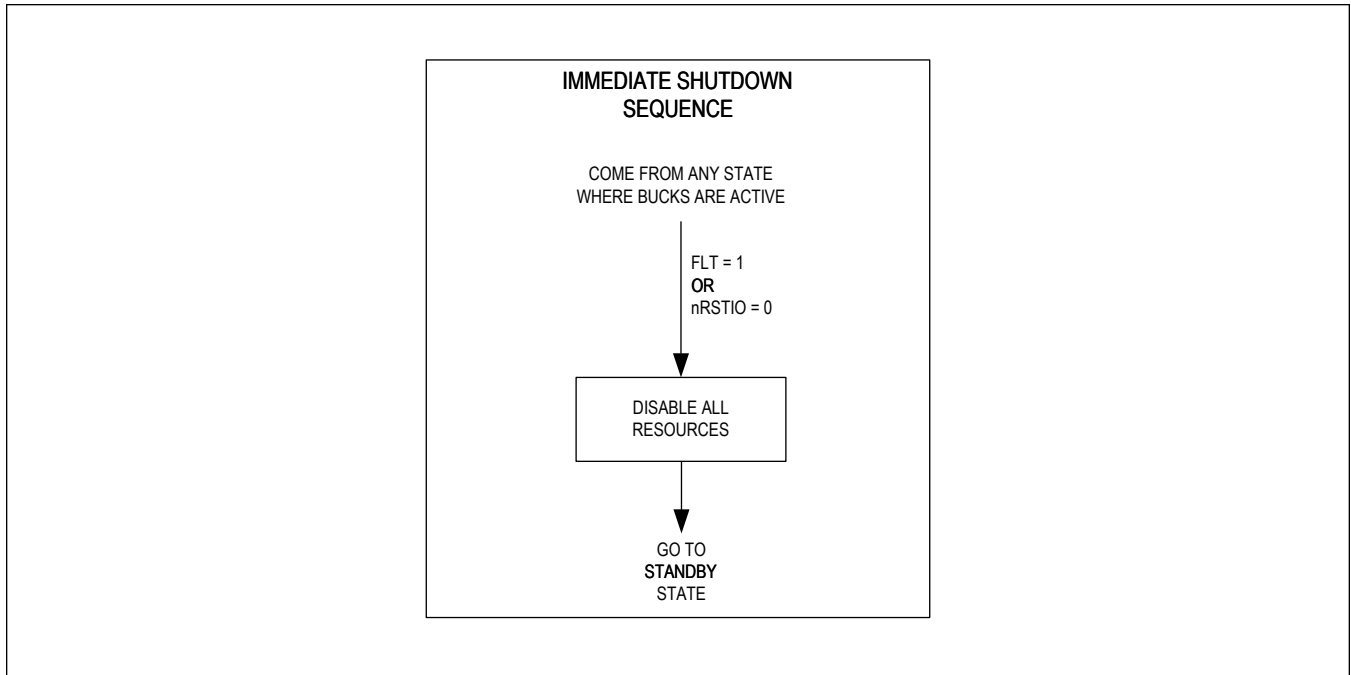 IMMEDIATE SHUTDOWN
SEQUENCE
COME FROM ANY STATE
WHERE BUCKS ARE ACTIVE
FLT = 1
OR
nRSTIO = 0
DISABLE ALL
RESOURCES
GO TO
STANDBY
STATE